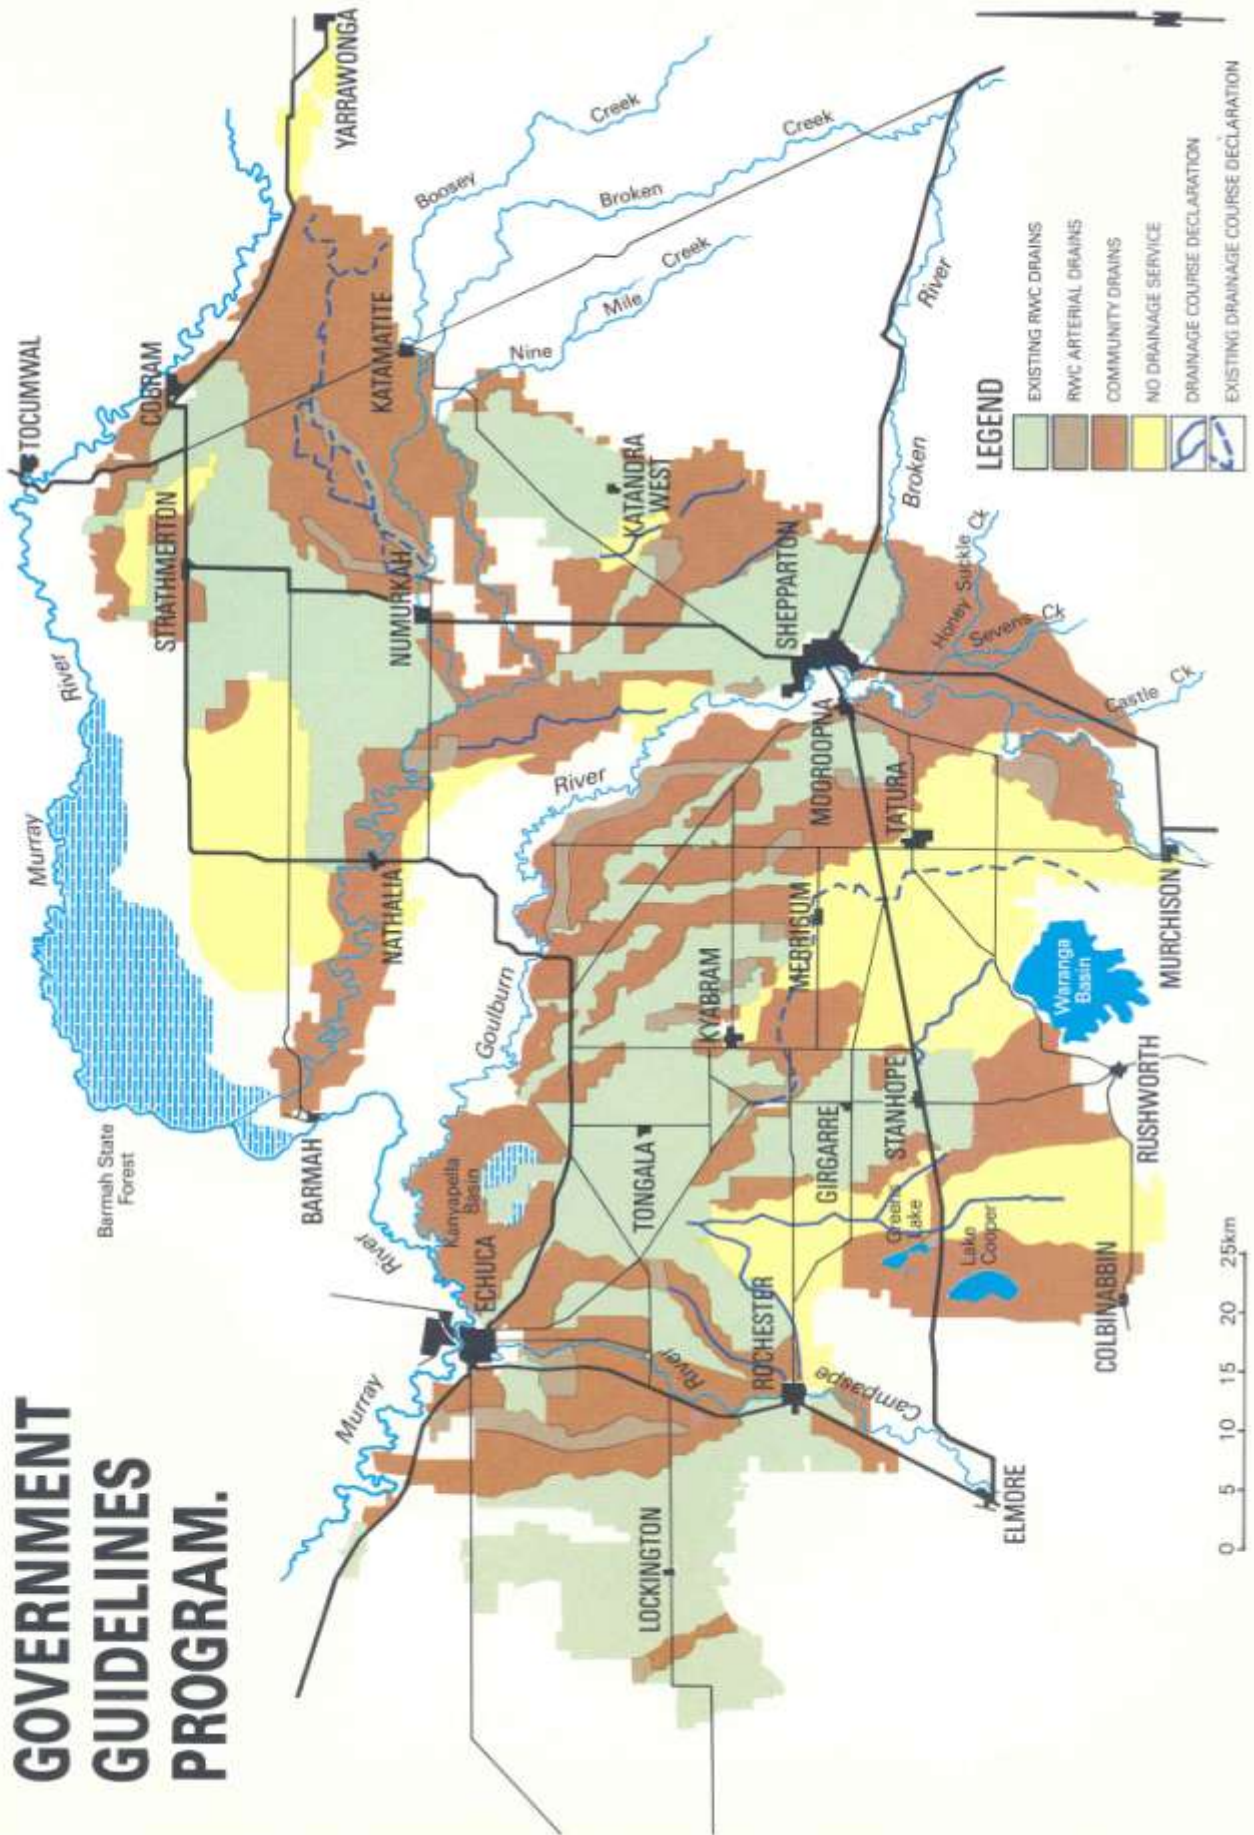 GOVERNMENT
GUIDELINES
PROGRAM.
TOCUMWAL
COBRAM
YARRAWONGA
STRATHMERTON
KATAMATITE
NUMURKAH
Boosey
Creek
Broken
Creek
Nine
Mile
Creek
KATANDRA
WEST
Murray
River
Barmah State
Forest
BARMAH
NATHALIA
River
Goulburn
SHEPPARTON
MOOROOPNA
Broken
River
Honey Suckle Ck
Sevens Ck
Castle Ck
TATURA
MERRIGUM
KYABRAM
MURCHISON
Waranga
Basin
RUSHWORTH
STANHOPE
GIRGARRE
TONGALA
Kanyapella
Basin
ECHUCA
River
Murray
Green
Lake
Lake
Cooper
COLBINABBIN
ROCHESTER
River
Campaspe
LOCKINGTON
ELMORE
N
LEGEND
EXISTING RWC DRAINS
RWC ARTERIAL DRAINS
COMMUNITY DRAINS
NO DRAINAGE SERVICE
DRAINAGE COURSE DECLARATION
EXISTING DRAINAGE COURSE DECLARATION
0 5 10 15 20 25km